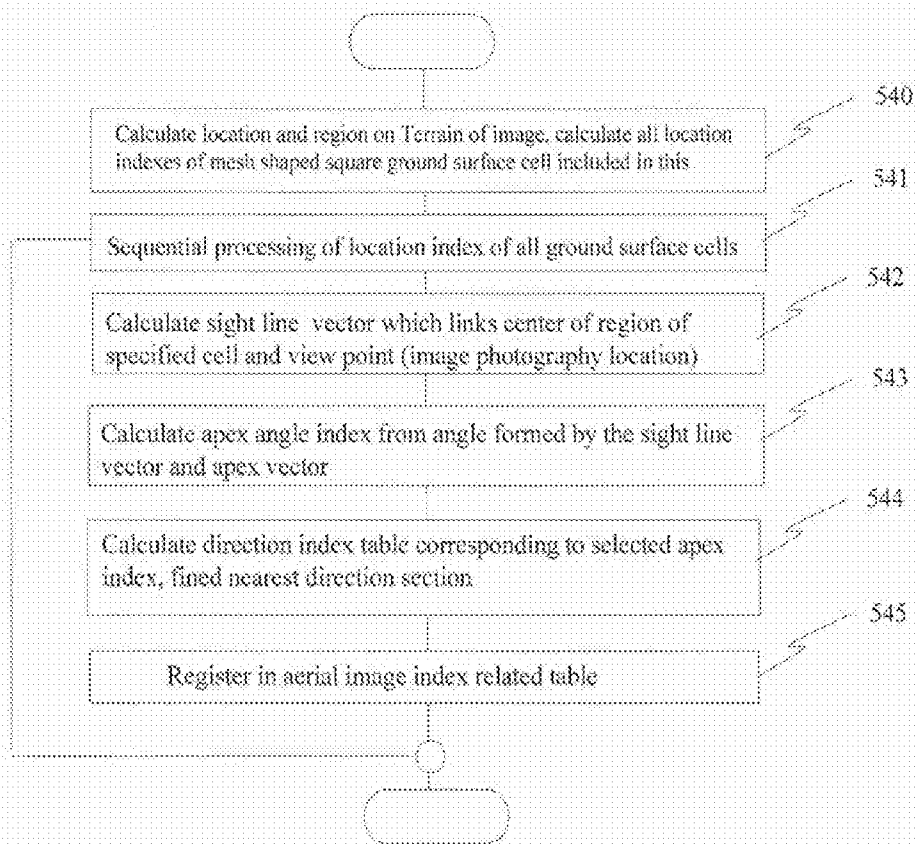 540
Calculate location and region on Terrain of image, calculate all location
indexes of mesh shaped square ground surface cell included in this
541
Sequential processing of location index of all ground surface cells
542
Calculate sight line vector which links center of region of
specified cell and view point (image photography location)
543
Calculate apex angle index from angle formed by the sight line
vector and apex vector
544
Calculate direction index table corresponding to selected apex
index, fined nearest direction section
545
Register in aerial image index related table